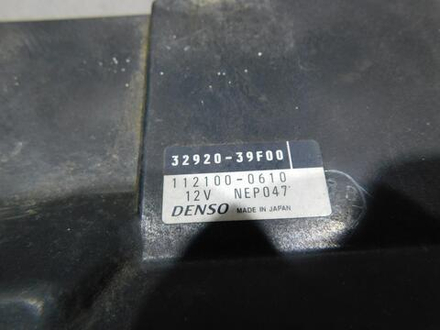 32920-39F00
112100-0610
12V NEP047
DENSO MADE IN JAPAN